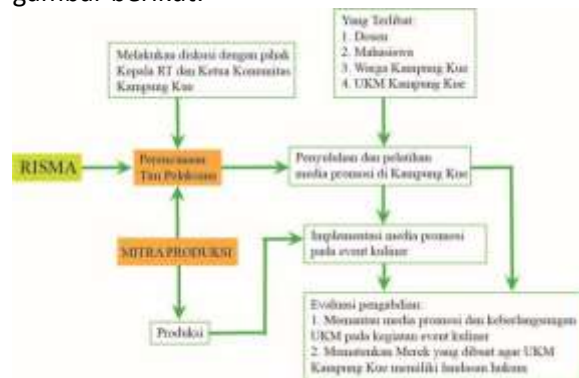 gambar berikut.
Yang Terlibat:
1. Dosen
2. Mahasiswa
3. Warga Kampung Kue
4. UKM Kampung Kue
Melakukan diskusi dengan pihak
Kepala RT dan Ketua Komunitas
Kampung Kue
RISMA
Perencanaan
Tim Pelaksana
Penyuluhan dan pelatihan
media promosi di Kampung Kue
MITRA PRODUKSI
Implementasi media promosi
pada event kuliner
Produksi
Evaluasi pengabdian:
1. Memantau media promosi dan keberlangsungan
UKM pada kegiatan event kuliner
2. Mematenkan Merek yang dibuat agar UKM
Kampung Kue memiliki landasan hukum